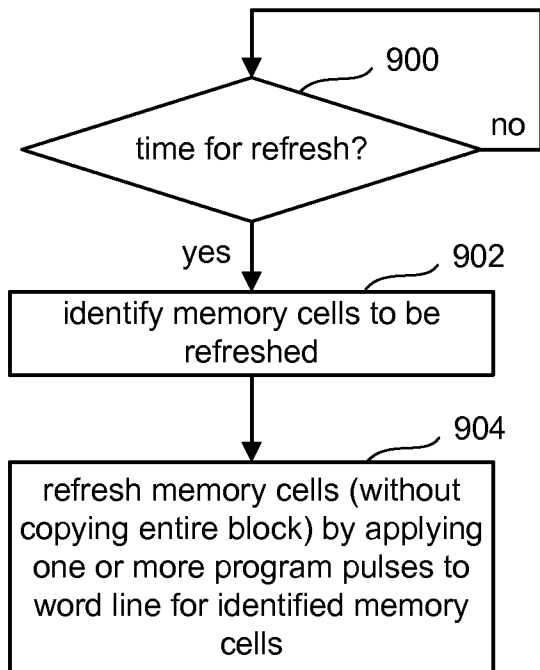 900
time for refresh?
no
yes
902
identify memory cells to be
refreshed
904
refresh memory cells (without
copying entire block) by applying
one or more program pulses to
word line for identified memory
cells